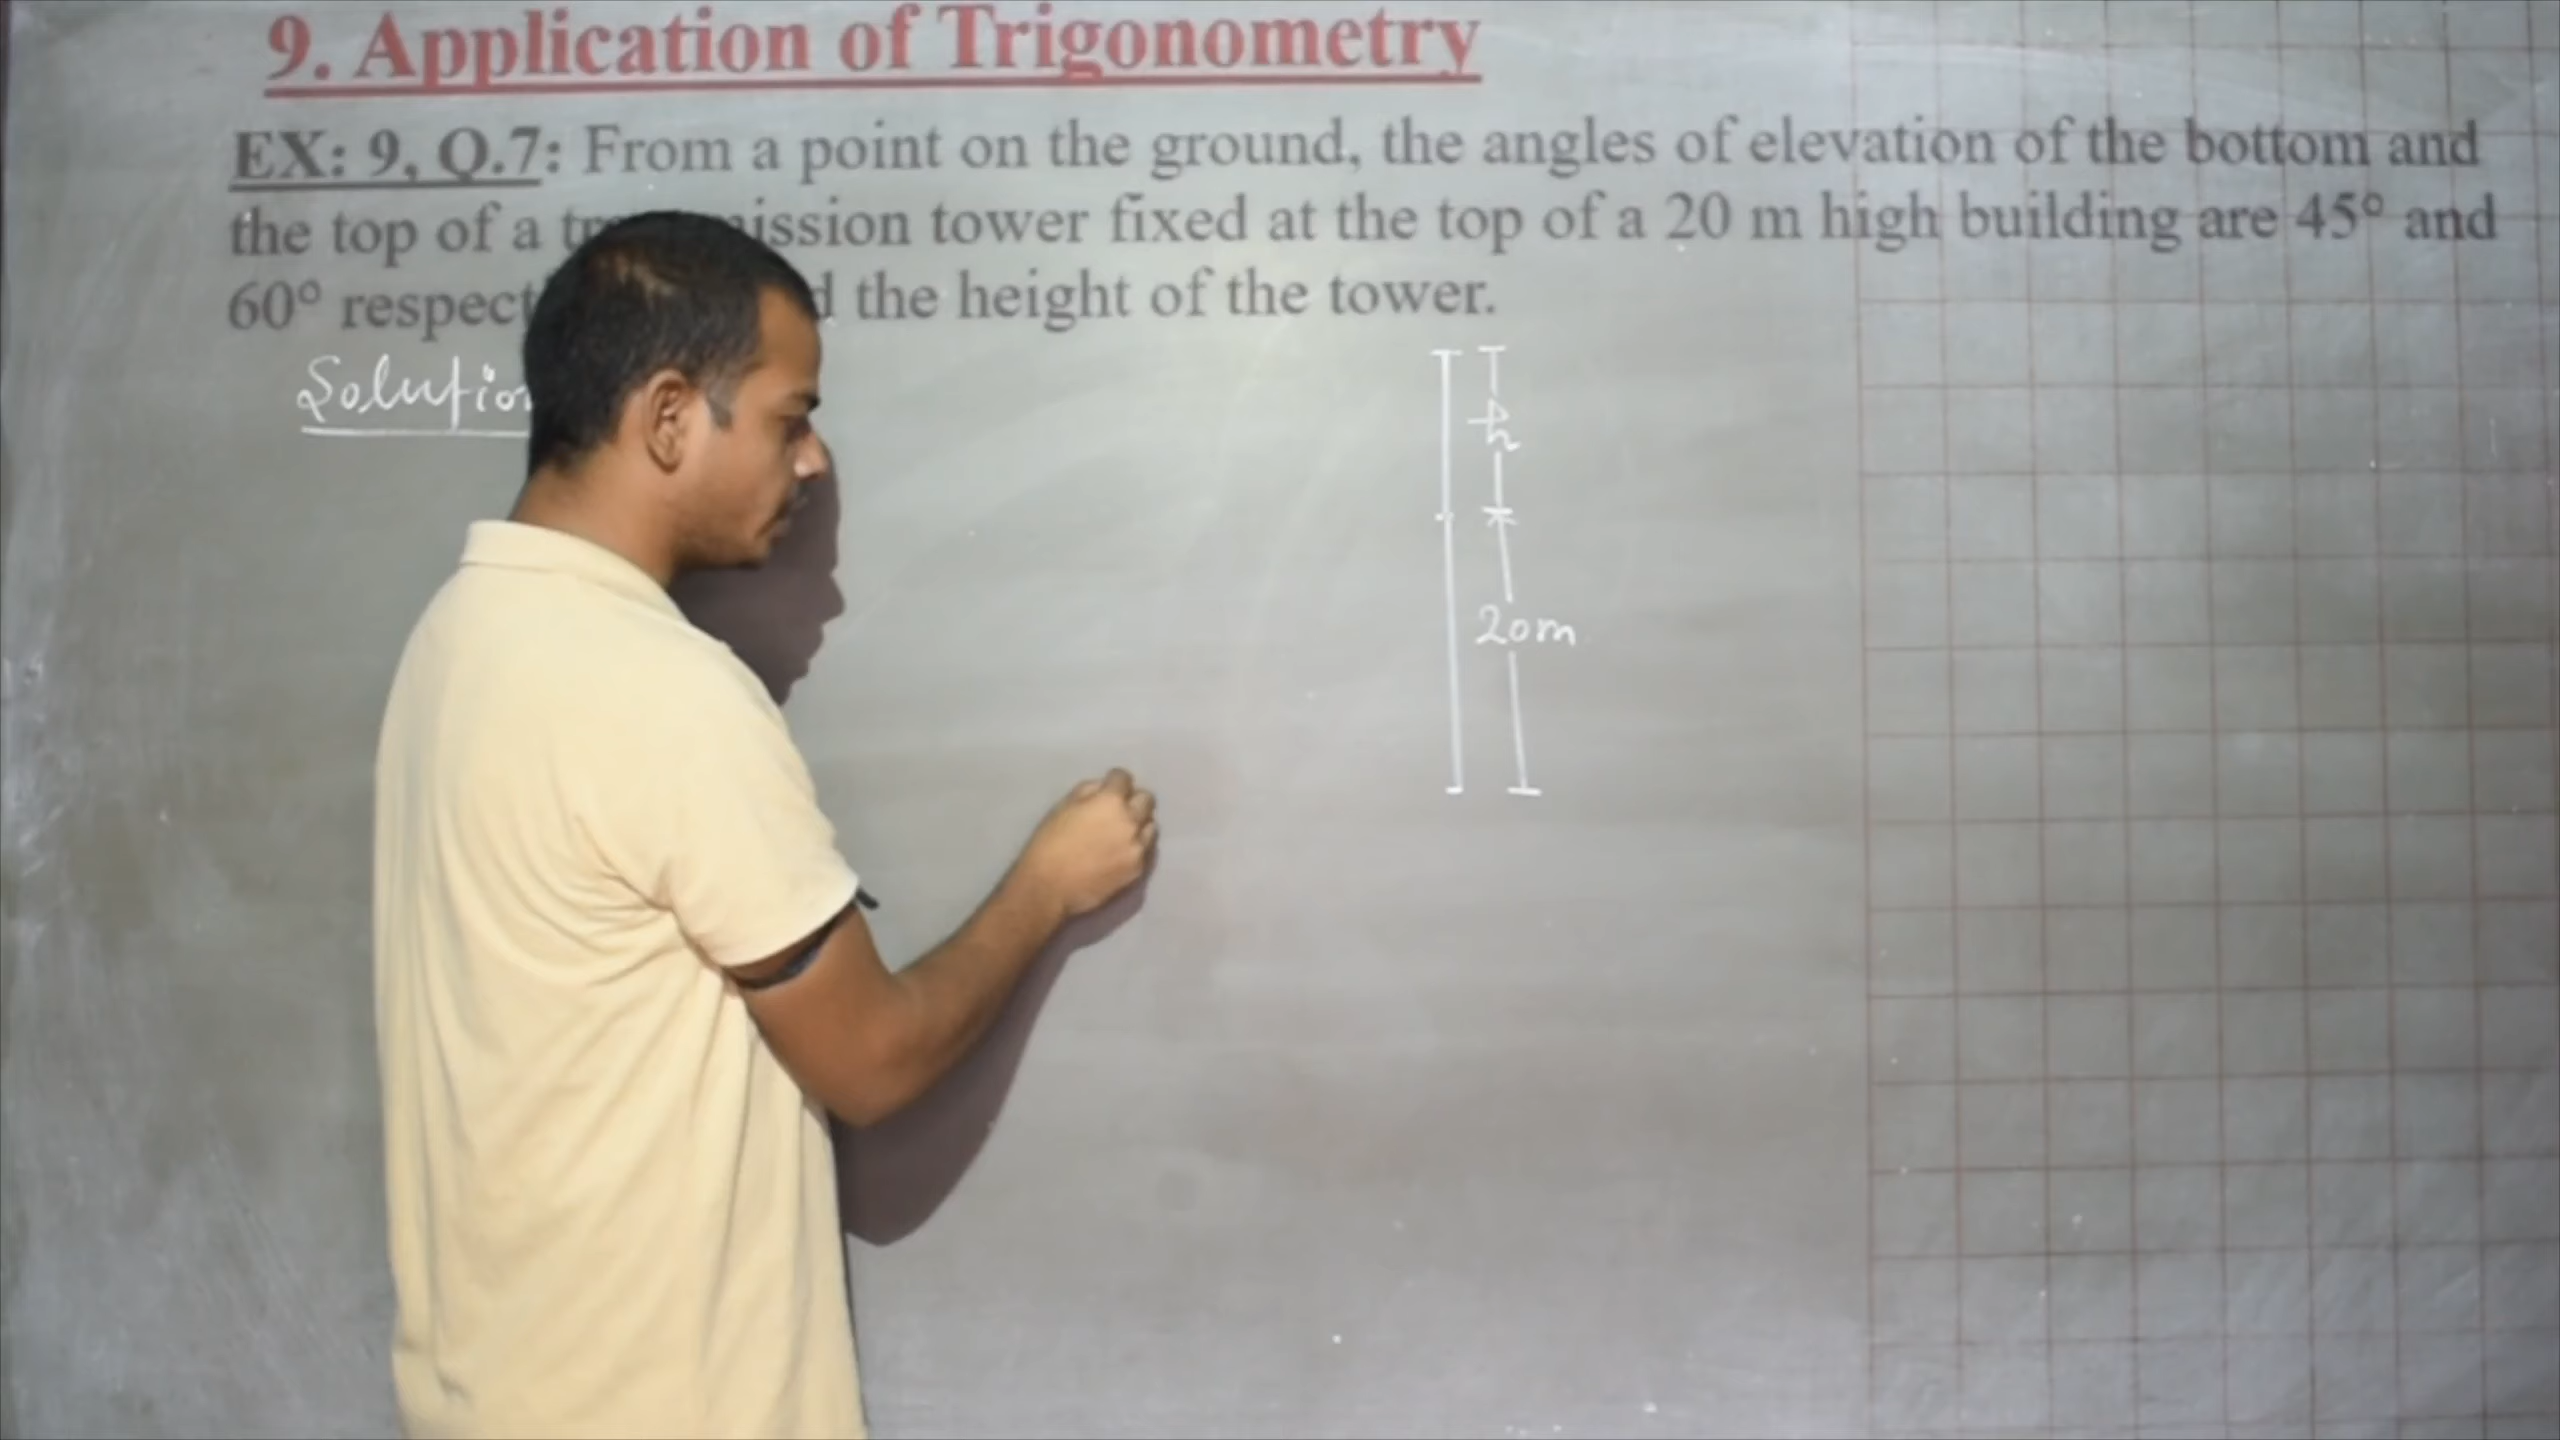 9. Application of Trigonometry
EX: 9, Q.7: From a point on the ground, the angles of elevation of the bottom and
the top of a ission tower fixed at the top of a 20 m high building are 45° and
60° respect d the height of the tower.
Solution
h
20m